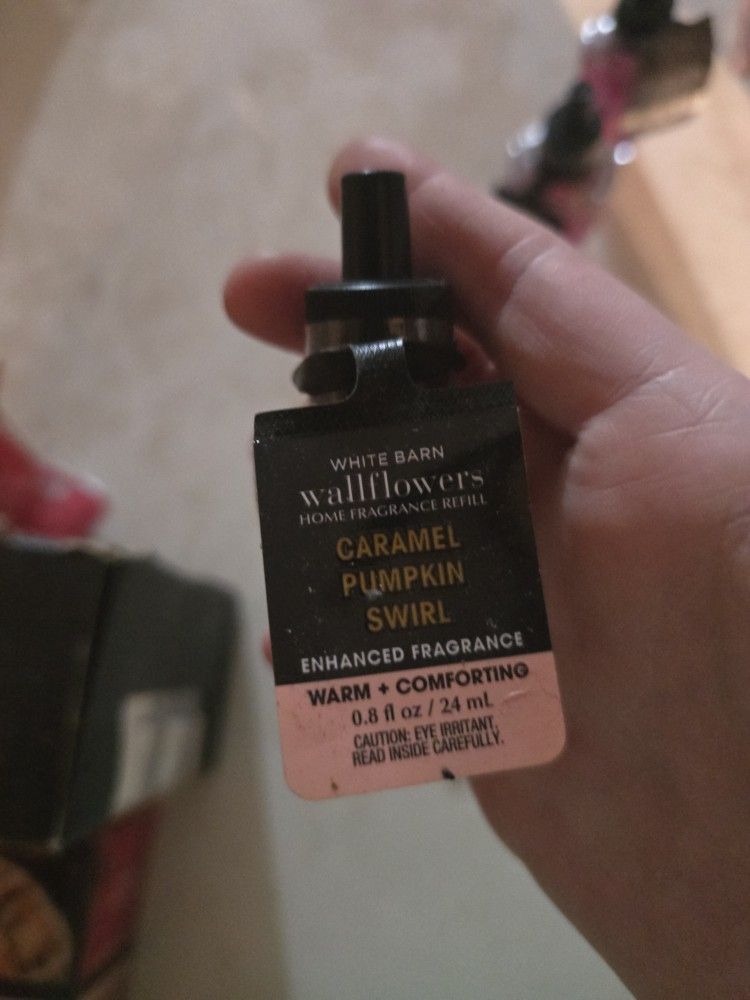 WHITE BARN
wallflowers
HOME FRAGRANCE REFILL
CARAMEL
PUMPKIN
SWIRL
ENHANCED FRAGRANCE
WARM + COMFORTING
0.8 fl oz / 24 mL
CAUTION: EYE IRRITANT.
READ INSIDE CAREFULLY.